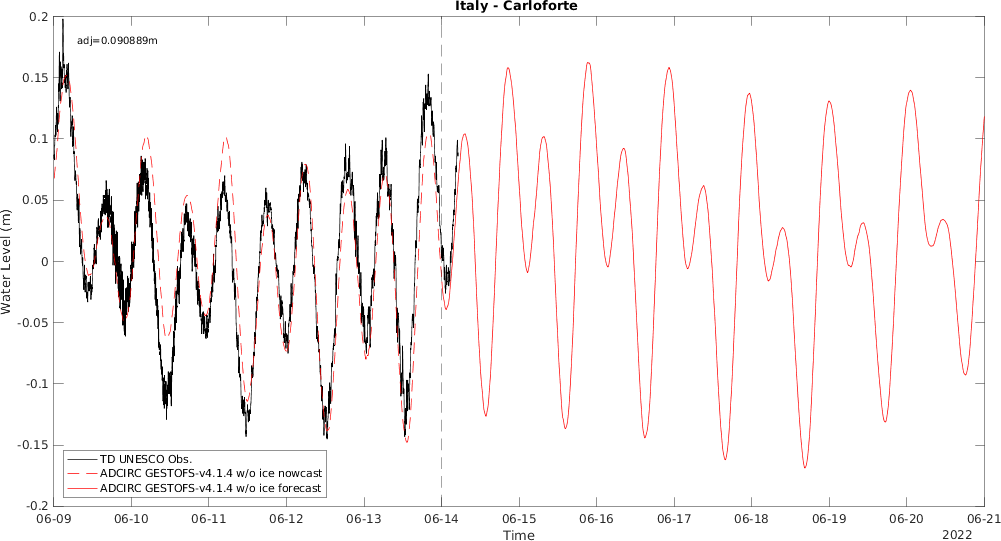 Italy - Carloforte
adj=0.090889m
0.2
0.15
0.1
0.05
0
-0.05
-0.1
-0.15
-0.2
Water Level (m)
TD UNESCO Obs.
ADCIRC GESTOFS-v4.1.4 w/o ice nowcast
ADCIRC GESTOFS-v4.1.4 w/o ice forecast
06-09 06-10 06-11 06-12 06-13 06-14 06-15 06-16 06-17 06-18 06-19 06-20 06-21
Time
2022